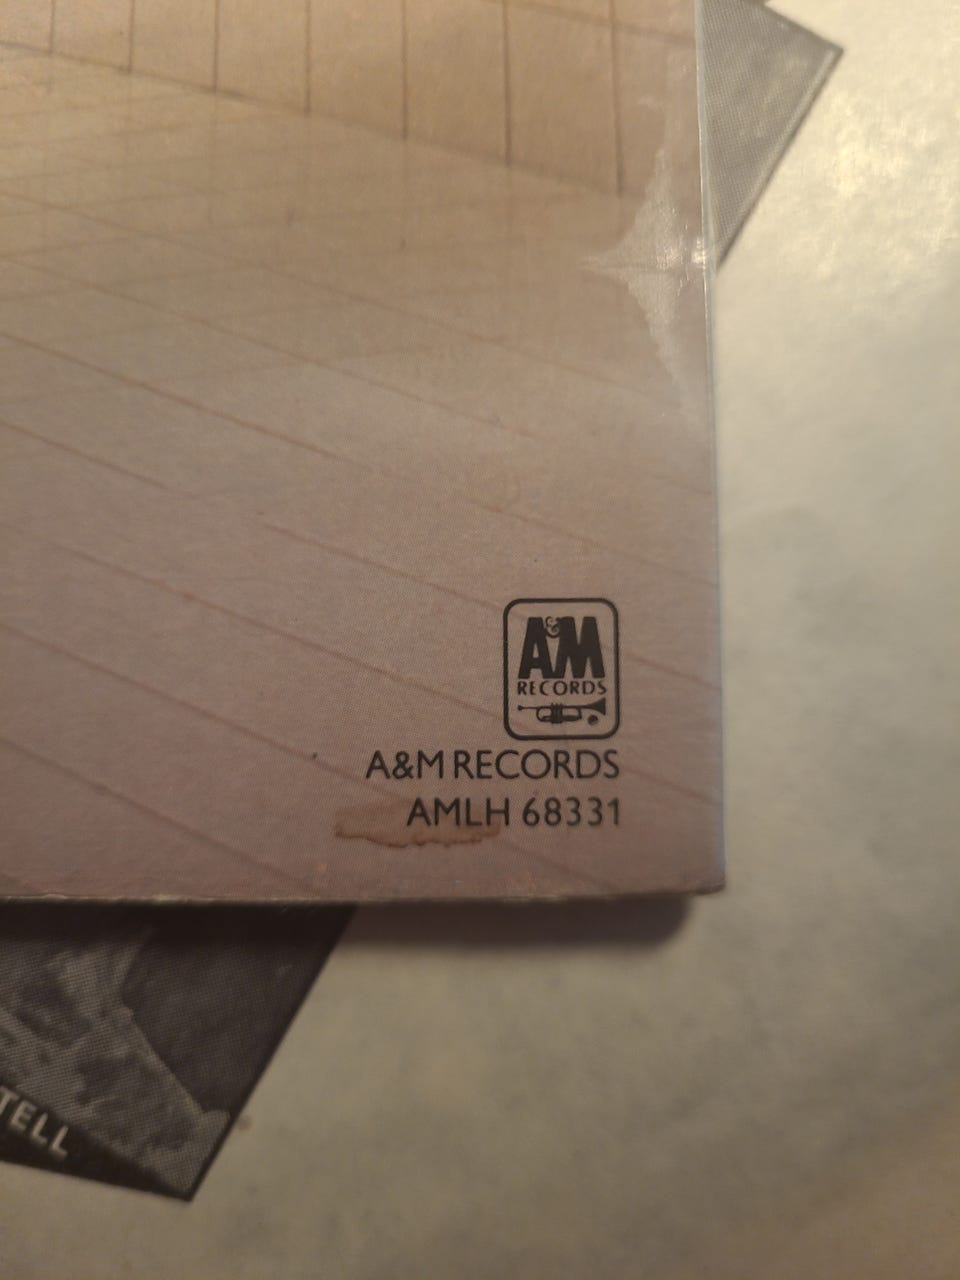 A&M
RECORDS
A&M RECORDS
AMLH 68331
TELL